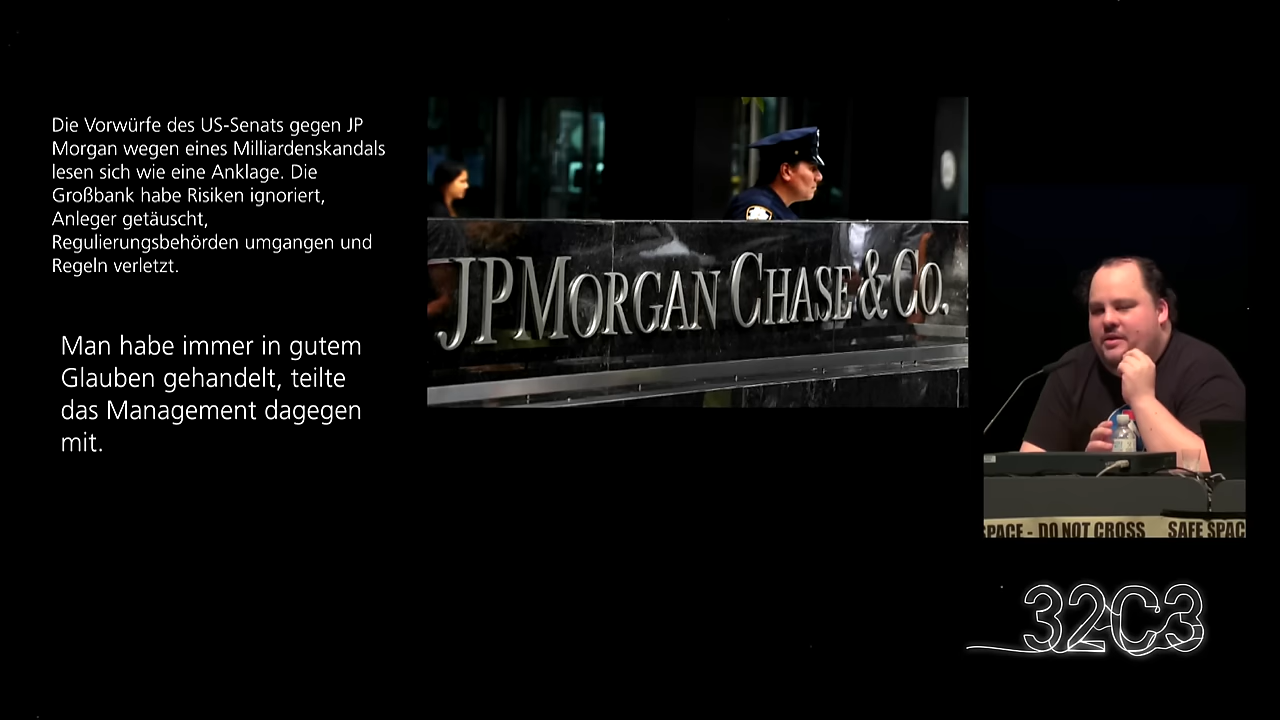 Die Vorwürfe des US-Senats gegen JP
Morgan wegen eines Milliardenskandals
lesen sich wie eine Anklage. Die
Großbank habe Risiken ignoriert,
Anleger getäuscht,
Regulierungsbehörden umgangen und
Regeln verletzt.
Man habe immer in gutem
Glauben gehandelt, teilte
das Management dagegen
mit.
JPMORGAN CHASE & CO.
SPACE - DO NOT CROSS SAFE SPAC
32C3